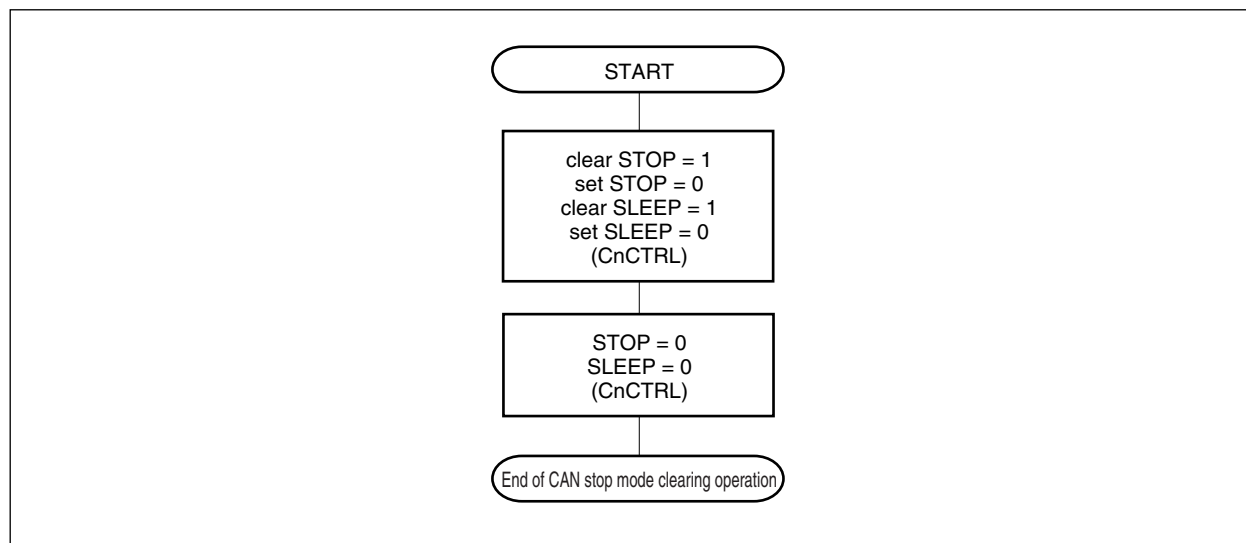 START
clear STOP = 1
set STOP = 0
clear SLEEP = 1
set SLEEP = 0
(CnCTRL)
STOP = 0
SLEEP = 0
(CnCTRL)
End of CAN stop mode clearing operation